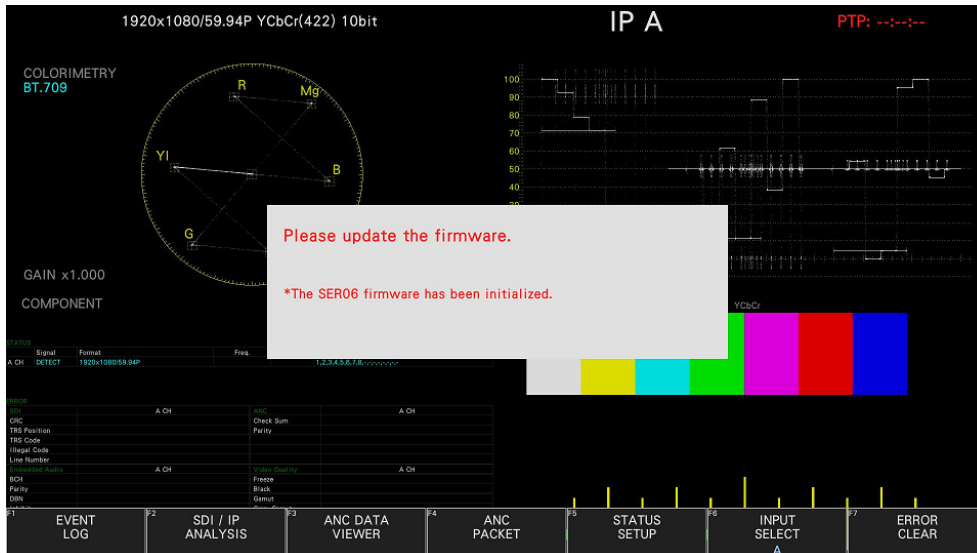 1920x1080/59.94P YCbCr(422) 10bit
IP A
PTP: --:--:--
COLORIMETRY
BT.709
R
Mg
Yl
B
G
100
90
80
70
60
50
40
30
Please update the firmware.
*The SER06 firmware has been initialized.
GAIN x1.000
COMPONENT
YCbCr
STATUS
Signal Format Freq.
A CH DETECT 1920x1080/59.94P 1,2,3,4,5,6,7,8,-,-,-,-,-,-,-,-
ERROR
SDI A CH ANC A CH
CRC Check Sum
TRS Position Parity
TRS Code
Illegal Code
Line Number
Embedded Audio A CH Video Quality A CH
BCH Freeze
Parity Black
DBN Gamut
F1 EVENT LOG
F2 SDI / IP ANALYSIS
F3 ANC DATA VIEWER
F4 ANC PACKET
F5 STATUS SETUP
F6 INPUT SELECT
F7 ERROR CLEAR